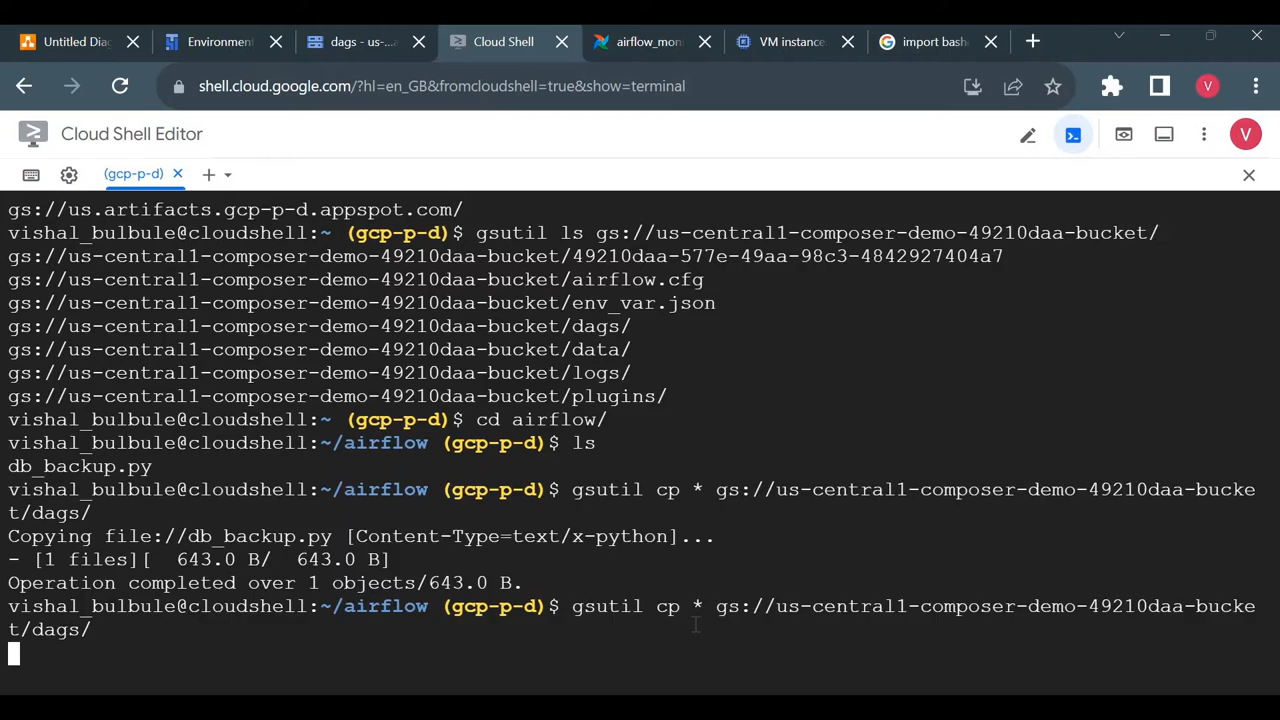 Untitled Dia
Environment
dags - us-...
Cloud Shell
airflow_mon
VM instance
import bash
shell.cloud.google.com/?hl=en_GB&fromcloudshell=true&show=terminal
V
Cloud Shell Editor
V
(gcp-p-d)
gs://us.artifacts.gcp-p-d.appspot.com/
vishal_bulbule@cloudshell:~ (gcp-p-d)$ gsutil ls gs://us-central1-composer-demo-49210daa-bucket/
gs://us-central1-composer-demo-49210daa-bucket/49210daa-577e-49aa-98c3-4842927404a7
gs://us-central1-composer-demo-49210daa-bucket/airflow.cfg
gs://us-central1-composer-demo-49210daa-bucket/env_var.json
gs://us-central1-composer-demo-49210daa-bucket/dags/
gs://us-central1-composer-demo-49210daa-bucket/data/
gs://us-central1-composer-demo-49210daa-bucket/logs/
gs://us-central1-composer-demo-49210daa-bucket/plugins/
vishal_bulbule@cloudshell:~ (gcp-p-d)$ cd airflow/
vishal_bulbule@cloudshell:~/airflow (gcp-p-d)$ ls
db_backup.py
vishal_bulbule@cloudshell:~/airflow (gcp-p-d)$ gsutil cp * gs://us-central1-composer-demo-49210daa-bucke
t/dags/
Copying file://db_backup.py [Content-Type=text/x-python]...
- [1 files][  643.0 B/  643.0 B]
Operation completed over 1 objects/643.0 B.
vishal_bulbule@cloudshell:~/airflow (gcp-p-d)$ gsutil cp * gs://us-central1-composer-demo-49210daa-bucke
t/dags/